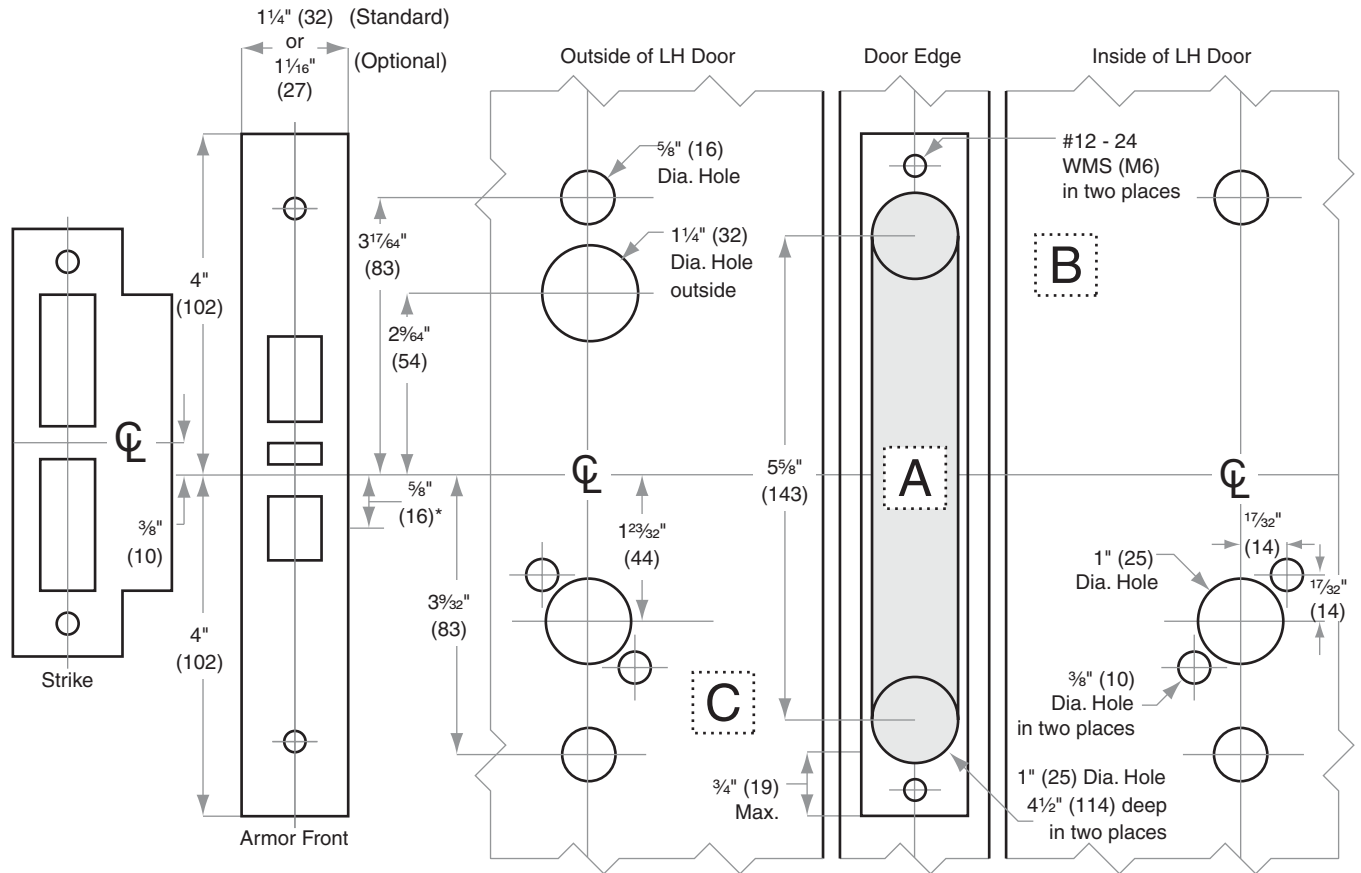 1¼" (32) (Standard)
or
1¹⁄₁₆" (Optional)
(27)
Outside of LH Door
Door Edge
Inside of LH Door
⅝" (16)
Dia. Hole
#12 - 24
WMS (M6)
in two places
4"
(102)
3¹⁷⁄₆₄"
(83)
1¼" (32)
Dia. Hole
outside
B
2⁹⁄₆₄"
(54)
℄
℄
A
℄
5⅝"
(143)
⅜"
(10)
⅝"
(16)*
1²³⁄₃₂"
(44)
¹⁷⁄₃₂"
(14)
1" (25)
Dia. Hole
¹⁷⁄₃₂"
(14)
3⁹⁄₃₂"
(83)
4"
(102)
Strike
C
⅜" (10)
Dia. Hole
in two places
¾" (19)
Max.
1" (25) Dia. Hole
4½" (114) deep
in two places
Armor Front